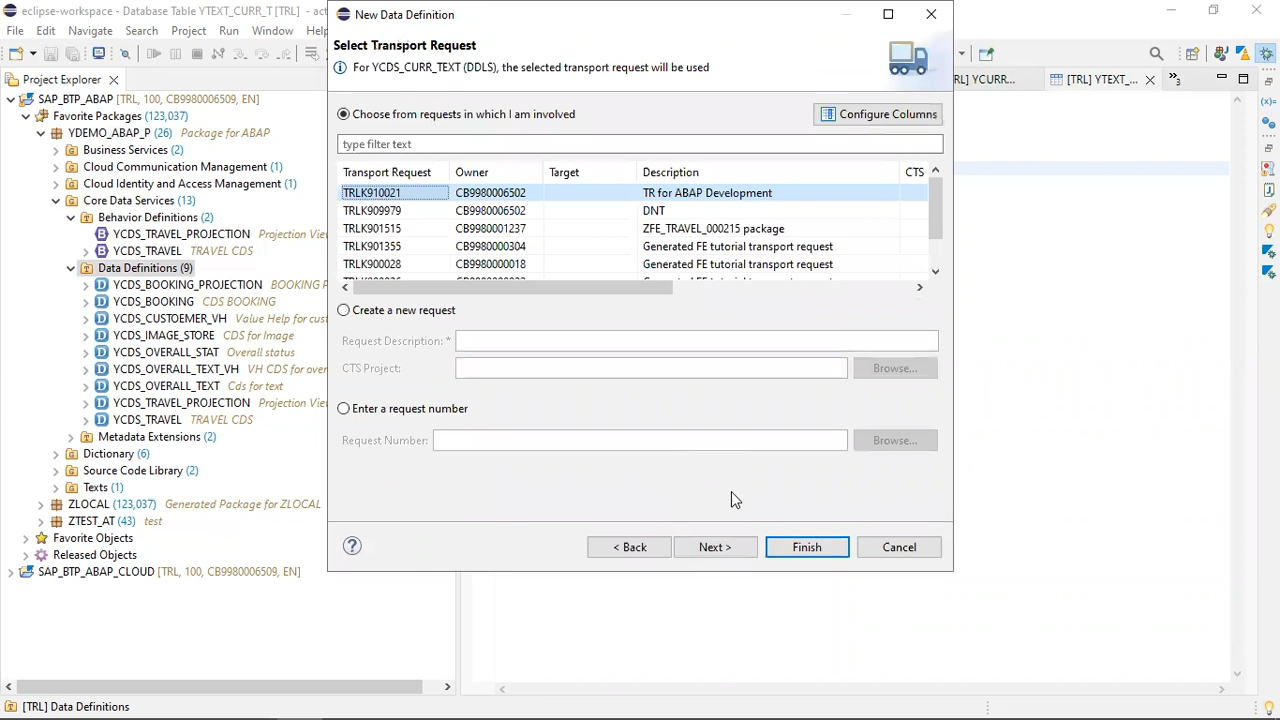 eclipse-workspace - Database Table YTEXT_CURR_T [TRL] - act
File Edit Navigate Search Project Run Window Help
Project Explorer
SAP_BTP_ABAP [TRL, 100, CB9980006509, EN]
Favorite Packages (123,037)
YDEMO_ABAP_P (26) Package for ABAP
Business Services (2)
Cloud Communication Management (1)
Cloud Identity and Access Management (1)
Core Data Services (13)
Behavior Definitions (2)
YCDS_TRAVEL_PROJECTION Projection View
YCDS_TRAVEL TRAVEL CDS
Data Definitions (9)
YCDS_BOOKING_PROJECTION BOOKING P
YCDS_BOOKING CDS BOOKING
YCDS_CUSTOEMER_VH Value Help for cust
YCDS_IMAGE_STORE CDS for Image
YCDS_OVERALL_STAT Overall status
YCDS_OVERALL_TEXT_VH VH CDS for over
YCDS_OVERALL_TEXT Cds for text
YCDS_TRAVEL_PROJECTION Projection View
YCDS_TRAVEL TRAVEL CDS
Metadata Extensions (2)
Dictionary (6)
Source Code Library (2)
Texts (1)
ZLOCAL (123,037) Generated Package for ZLOCAL
ZTEST_AT (43) test
Favorite Objects
Released Objects
SAP_BTP_ABAP_CLOUD [TRL, 100, CB9980006509, EN]
[TRL] Data Definitions
New Data Definition
Select Transport Request
For YCDS_CURR_TEXT (DDLS), the selected transport request will be used
Choose from requests in which I am involved
Configure Columns
type filter text
Transport Request Owner Target Description CTS
TRLK910021 CB9980006502 TR for ABAP Development
TRLK909979 CB9980006502 DNT
TRLK901515 CB9980001237 ZFE_TRAVEL_000215 package
TRLK901355 CB9980000304 Generated FE tutorial transport request
TRLK900028 CB9980000018 Generated FE tutorial transport request
Create a new request
Request Description: *
CTS Project: Browse...
Enter a request number
Request Number: Browse...
< Back Next > Finish Cancel
RL] YCURR... [TRL] YTEXT_... »3